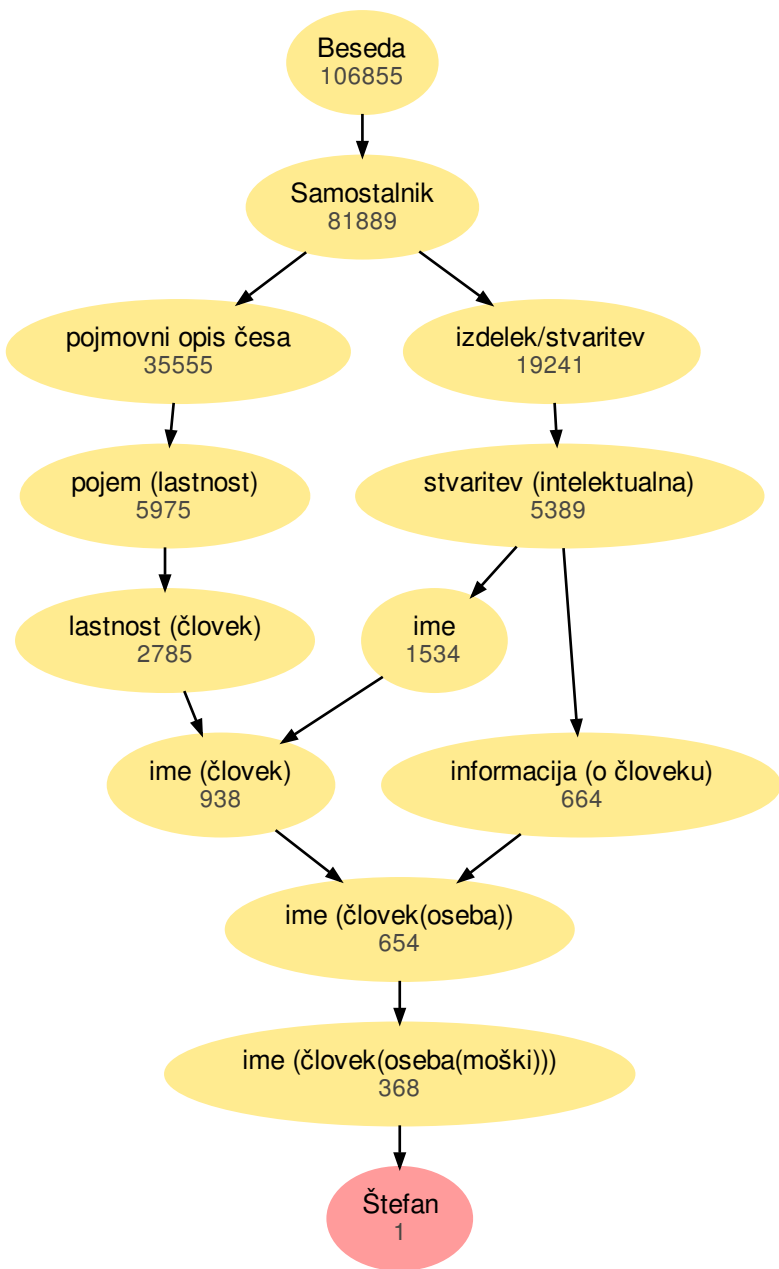 Beseda
106855
Samostalnik
81889
pojmovni opis česa
35555
izdelek/stvaritev
19241
pojem (lastnost)
5975
stvaritev (intelektualna)
5389
lastnost (človek)
2785
ime
1534
ime (človek)
938
informacija (o človeku)
664
ime (človek(oseba))
654
ime (človek(oseba(moški)))
368
Štefan
1